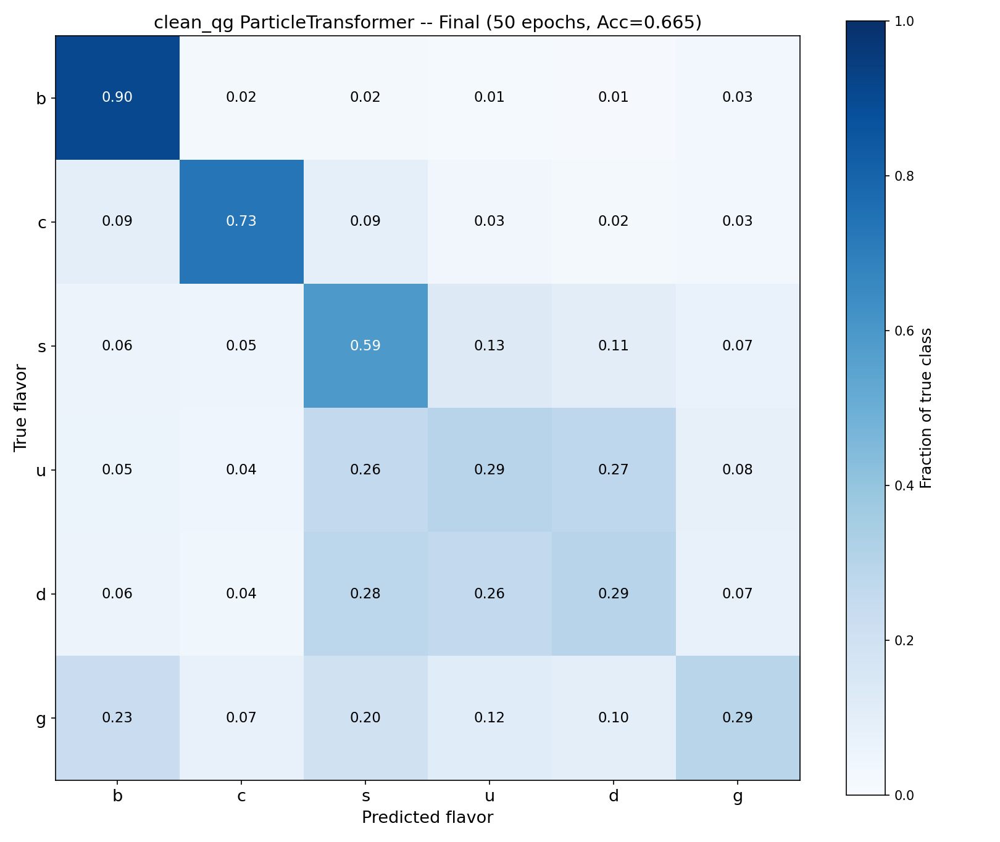 clean_qg ParticleTransformer -- Final (50 epochs, Acc=0.665)
True flavor
b 0.90 0.02 0.02 0.01 0.01 0.03
c 0.09 0.73 0.09 0.03 0.02 0.03
s 0.06 0.05 0.59 0.13 0.11 0.07
u 0.05 0.04 0.26 0.29 0.27 0.08
d 0.06 0.04 0.28 0.26 0.29 0.07
g 0.23 0.07 0.20 0.12 0.10 0.29
b c s u d g
Predicted flavor
1.0
0.8
0.6
0.4
0.2
0.0
Fraction of true class